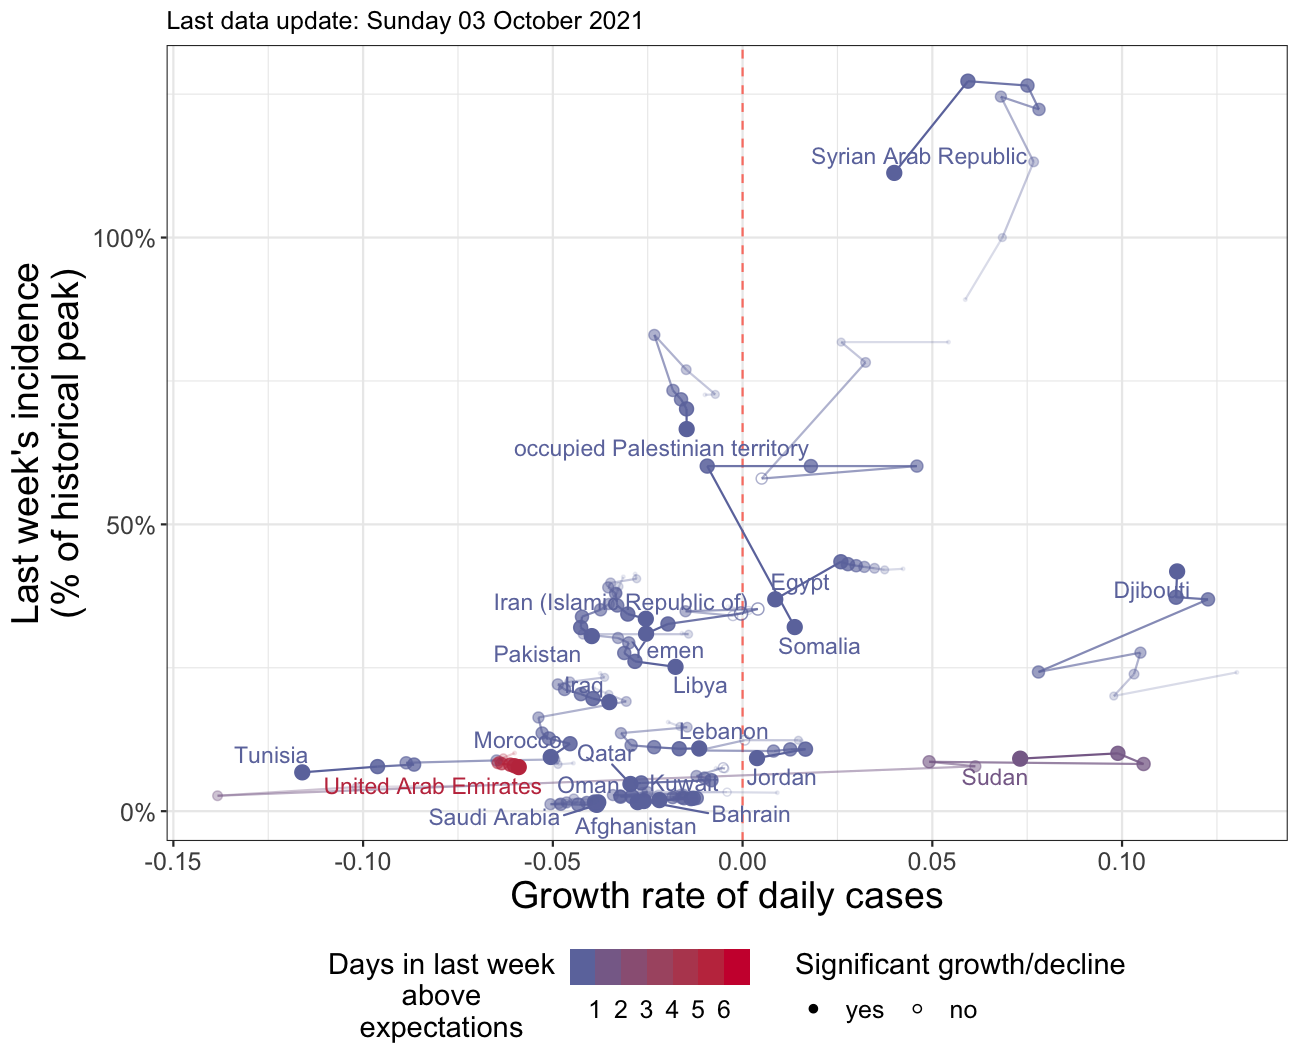 Last data update: Sunday 03 October 2021
Last week's incidence
(% of historical peak)
100%
50%
0%
Syrian Arab Republic
occupied Palestinian territory
Egypt
Djibouti
Iran (Islamic Republic of)
Somalia
Pakistan
Yemen
Libya
Iraq
Morocco
Lebanon
Tunisia
Qatar
United Arab Emirates
Oman
Kuwait
Jordan
Sudan
Saudi Arabia
Bahrain
Afghanistan
-0.15
-0.10
-0.05
0.00
0.05
0.10
Growth rate of daily cases
Days in last week
above
expectations
1 2 3 4 5 6
Significant growth/decline
yes
no